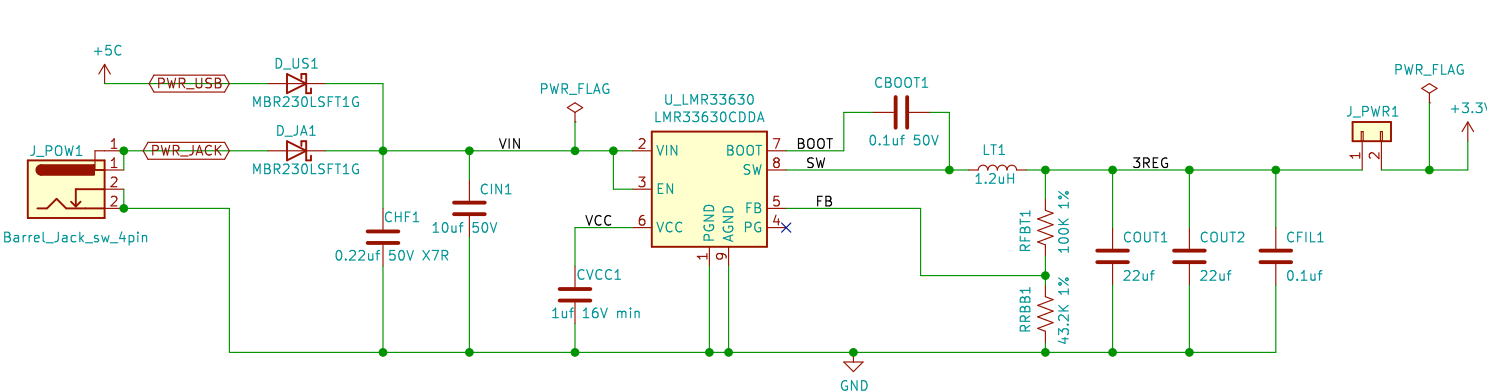 +5C
PWR_USB
D_US1
MBR230LSFT1G
J_POW1
1
1
2
2
Barrel_Jack_sw_4pin
PWR_JACK
D_JA1
MBR230LSFT1G
CHF1
0.22uf 50V X7R
CIN1
10uf 50V
VIN
PWR_FLAG
VCC
CVCC1
1uf 16V min
U_LMR33630
LMR33630CDDA
2 VIN
3 EN
6 VCC
BOOT 7
SW 8
FB 5
PG 4
PGND 1
AGND 9
BOOT
SW
FB
CBOOT1
0.1uf 50V
LT1
1.2uH
RFBT1
100K 1%
RRBB1
43.2K 1%
GND
3REG
COUT1
22uf
COUT2
22uf
CFIL1
0.1uf
J_PWR1
1 2
PWR_FLAG
+3.3V